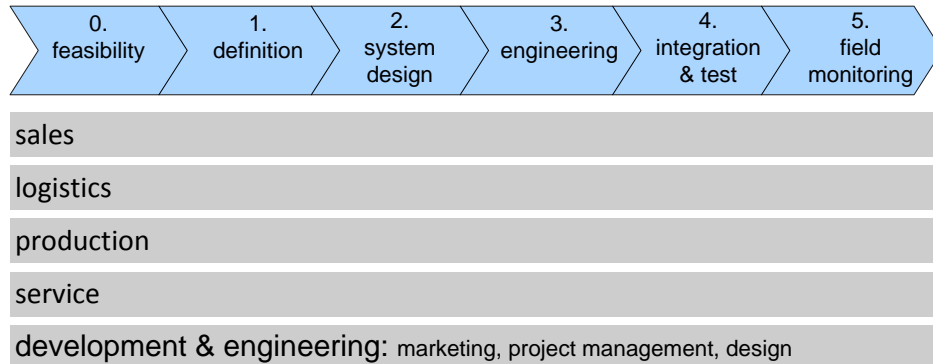 0.
feasibility
1.
definition
2.
system
design
3.
engineering
4.
integration
& test
5.
field
monitoring
sales
logistics
production
service
development & engineering: marketing, project management, design